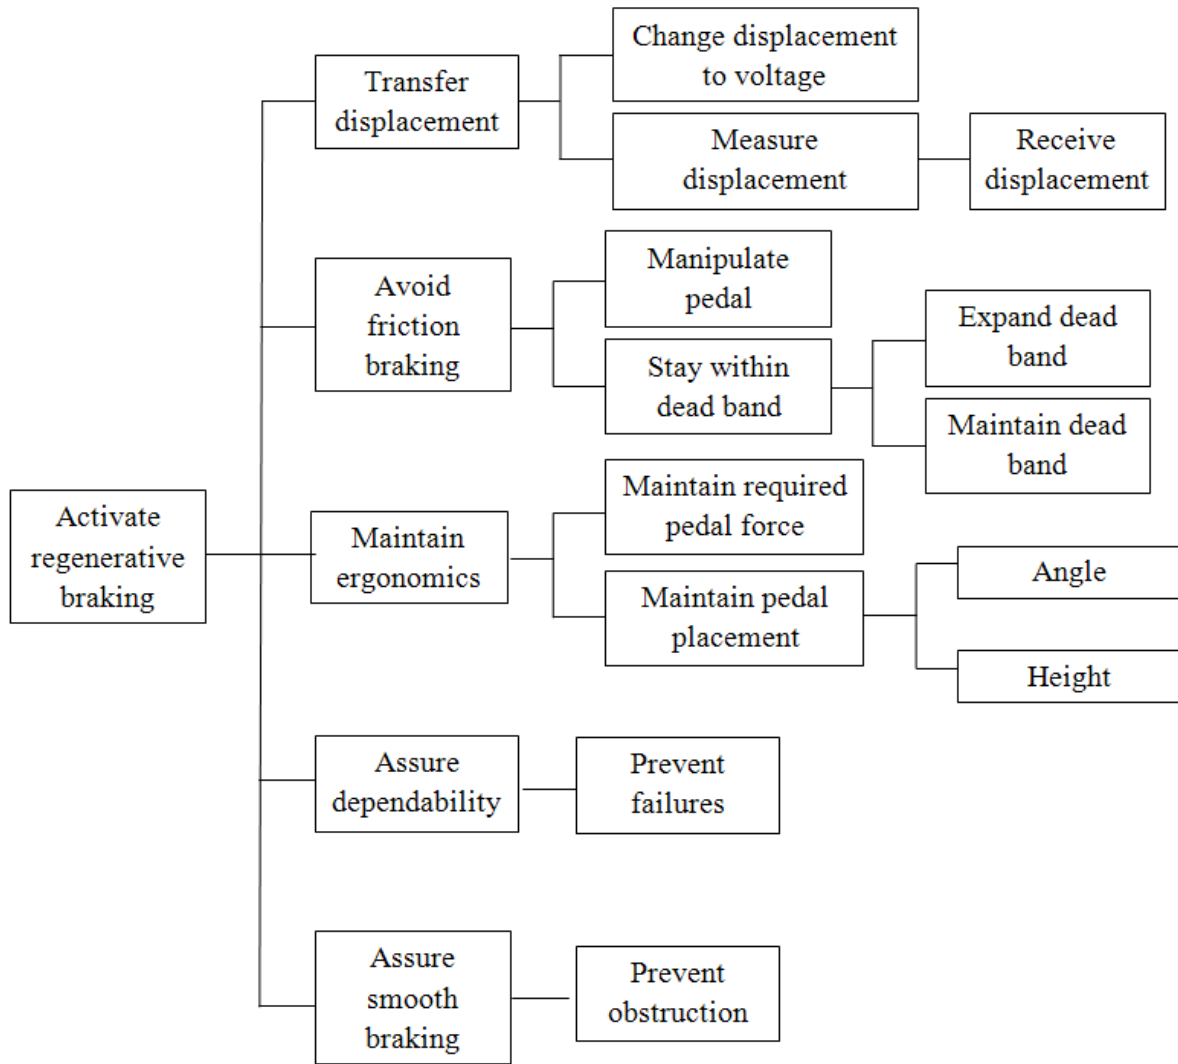 Activate
regenerative
braking
Transfer
displacement
Change displacement
to voltage
Measure
displacement
Receive
displacement
Avoid
friction
braking
Manipulate
pedal
Stay within
dead band
Expand dead
band
Maintain dead
band
Maintain
ergonomics
Maintain required
pedal force
Maintain pedal
placement
Angle
Height
Assure
dependability
Prevent
failures
Assure
smooth
braking
Prevent
obstruction